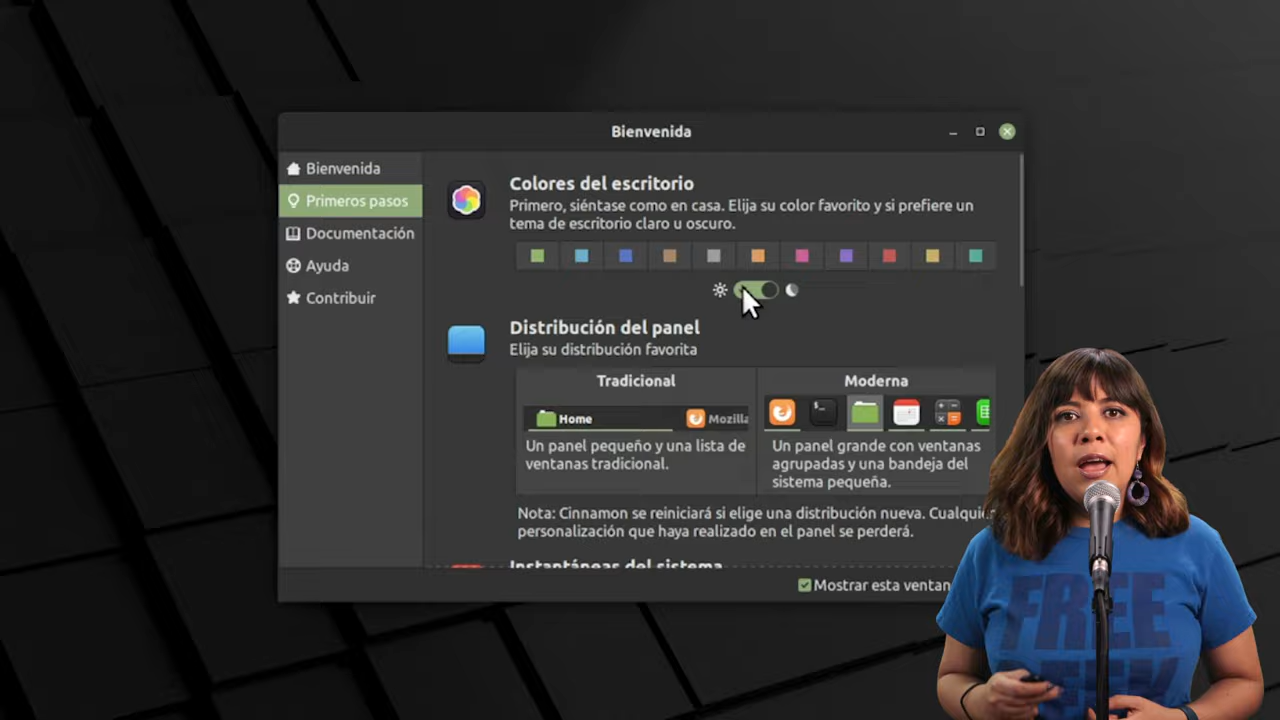 Bienvenida
Bienvenida
Primeros pasos
Documentación
Ayuda
Contribuir
Colores del escritorio
Primero, siéntase como en casa. Elija su color favorito y si prefiere un
tema de escritorio claro u oscuro.
Distribución del panel
Elija su distribución favorita
Tradicional
Home
Mozilla
Un panel pequeño y una lista de
ventanas tradicional.
Moderna
Un panel grande con ventanas
agrupadas y una bandeja del
sistema pequeña.
Nota: Cinnamon se reiniciará si elige una distribución nueva. Cualquie
personalización que haya realizado en el panel se perderá.
Instantáneas del sistema
Mostrar esta ventan
FREE